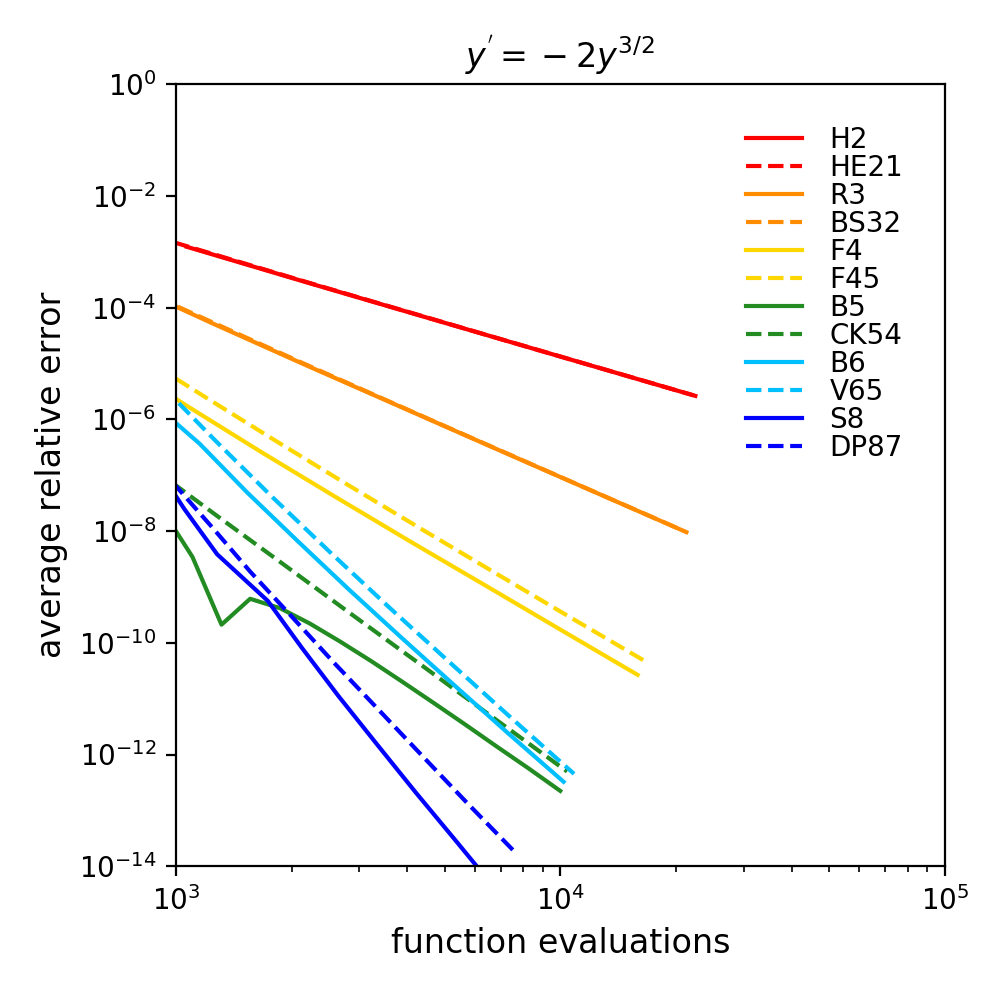 y′ = −2y^{3/2}
10^0
10^{−2}
10^{−4}
10^{−6}
10^{−8}
10^{−10}
10^{−12}
10^{−14}
average relative error
H2
HE21
R3
BS32
F4
F45
B5
CK54
B6
V65
S8
DP87
10^3
10^4
10^5
function evaluations